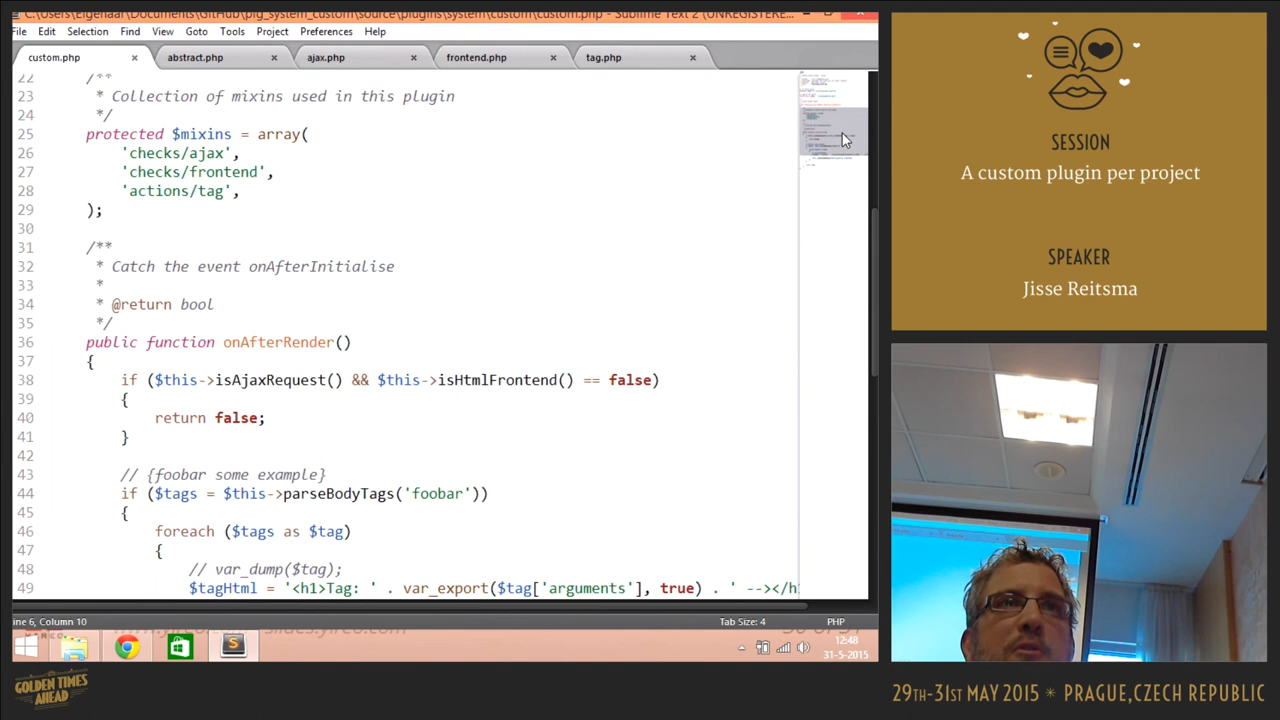 C:\Users\Eigenaar\Documents\GitHub\plg_system_custom\source\plugins\system\custom\custom.php - Sublime Text 2 (UNREGISTERE...
File Edit Selection Find View Goto Tools Project Preferences Help
custom.php × abstract.php × ajax.php × frontend.php × tag.php ×
22 /**
23 * Collection of mixins used in this plugin
24 */
25 protected $mixins = array(
26 'checks/ajax',
27 'checks/frontend',
28 'actions/tag',
29 );
30
31 /**
32 * Catch the event onAfterInitialise
33 *
34 * @return bool
35 */
36 public function onAfterRender()
37 {
38 if ($this->isAjaxRequest() && $this->isHtmlFrontend() == false)
39 {
40 return false;
41 }
42
43 // {foobar some example}
44 if ($tags = $this->parseBodyTags('foobar'))
45 {
46 foreach ($tags as $tag)
47 {
48 // var_dump($tag);
49 $tagHtml = '<h1>Tag: ' . var_export($tag['arguments'], true) . ' --></h
ine 6, Column 10 Tab Size: 4 PHP
12:48
31-5-2015
SESSION
A custom plugin per project
SPEAKER
Jisse Reitsma
GOLDEN TIMES
AHEAD
29TH-31ST MAY 2015 * PRAGUE,CZECH REPUBLIC